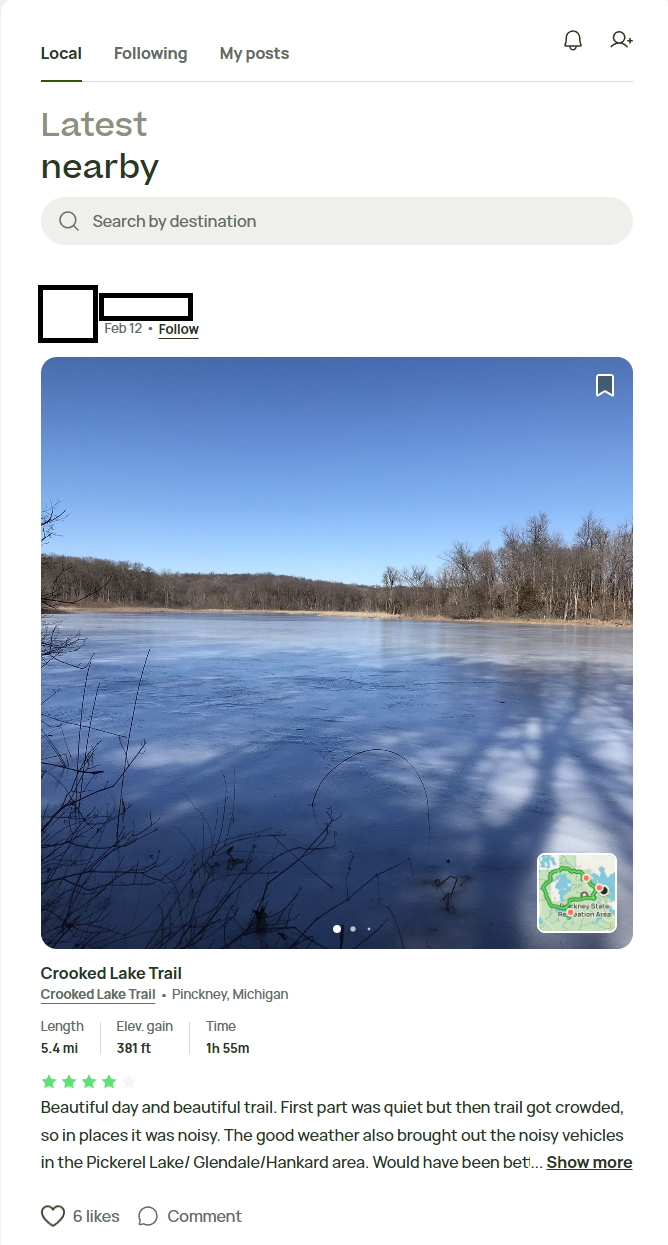 Local Following My posts
Latest
nearby
Search by destination
Feb 12 • Follow
Pinckney State
Recreation Area
Crooked Lake Trail
Crooked Lake Trail • Pinckney, Michigan
Length Elev. gain Time
5.4 mi 381 ft 1h 55m
Beautiful day and beautiful trail. First part was quiet but then trail got crowded,
so in places it was noisy. The good weather also brought out the noisy vehicles
in the Pickerel Lake/ Glendale/Hankard area. Would have been bet... Show more
6 likes Comment